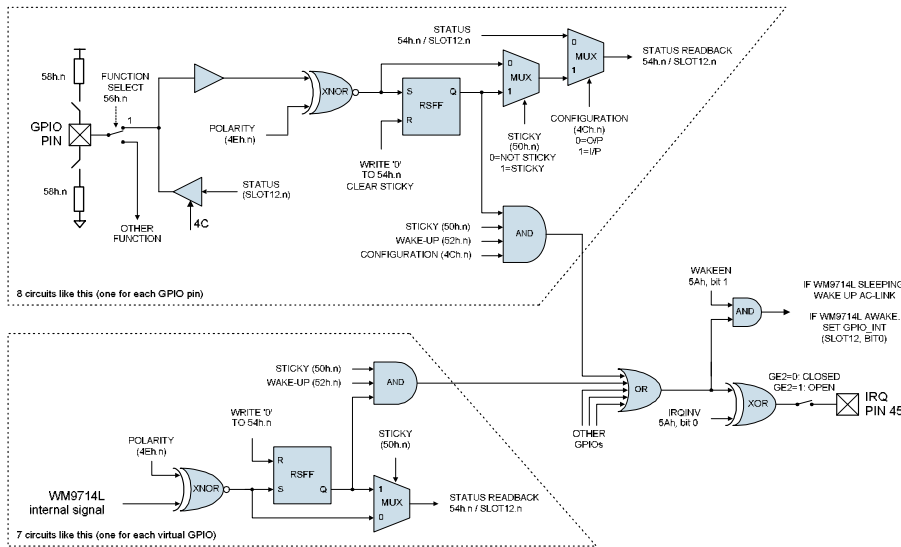 58h.n
FUNCTION
SELECT
56h.n
GPIO
PIN
1
58h.n
OTHER
FUNCTION
4C
STATUS
(SLOT12.n)
POLARITY
(4Eh.n)
XNOR
S
Q
RSFF
R
WRITE '0'
TO 54h.n
CLEAR STICKY
STATUS
54h.n / SLOT12.n
0
MUX
1
0
MUX
1
STATUS READBACK
54h.n / SLOT12.n
STICKY
(50h.n)
0=NOT STICKY
1=STICKY
CONFIGURATION
(4Ch.n)
0=O/P
1=I/P
STICKY (50h.n)
WAKE-UP (52h.n)
CONFIGURATION (4Ch.n)
AND
8 circuits like this (one for each GPIO pin)
WAKEEN
5Ah, bit 1
AND
IF WM9714L SLEEPING
WAKE UP AC-LINK
IF WM9714L AWAKE.
SET GPIO_INT
(SLOT12, BIT0)
STICKY (50h.n)
WAKE-UP (52h.n)
AND
OR
OTHER
GPIOs
IRQINV
5Ah, bit 0
XOR
GE2=0: CLOSED
GE2=1: OPEN
IRQ
PIN 45
WRITE '0'
TO 54h.n
POLARITY
(4Eh.n)
XNOR
R
RSFF
S
Q
STICKY
(50h.n)
1
MUX
0
STATUS READBACK
54h.n / SLOT12.n
WM9714L
internal signal
7 circuits like this (one for each virtual GPIO)